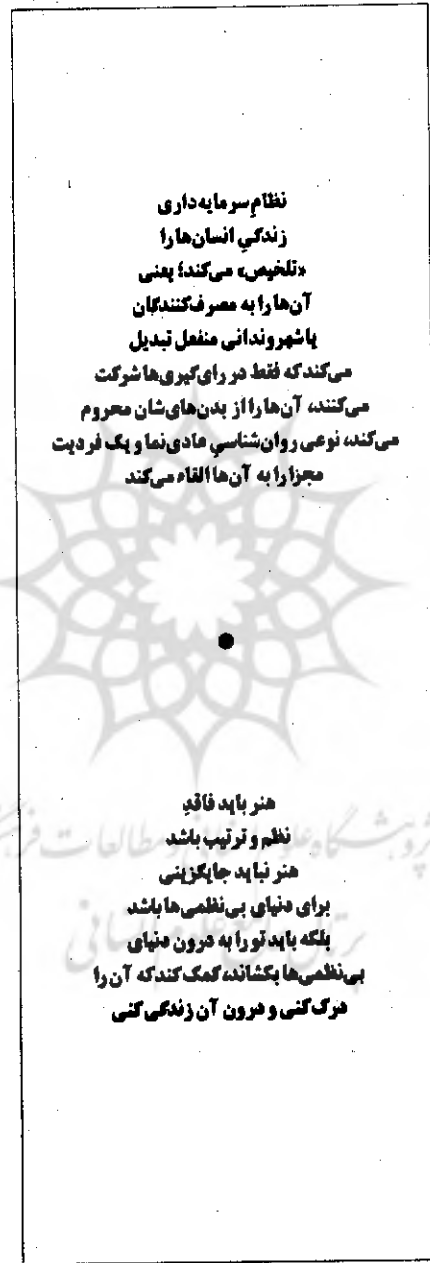 نظامِ سرمایه‌داری
زندگیِ انسان‌ها را
«تلخیص» می‌کند؛ یعنی
آن‌ها را به مصرف‌کنندگان
یا شهروندانی منفعل تبدیل
می‌کند که فقط در رای‌گیری‌ها شرکت
می‌کنند، آن‌ها را از بدن‌های‌شان محروم
می‌کند، نوعی روان‌شناسیِ عادی‌نما و یک فردیت
مجزا را به آن‌ها القاء می‌کند
●
هنر باید فاقدِ
نظم و ترتیب باشد
هنر نباید جایگزینی
برای دنیای بی‌نظمی‌ها باشد
بلکه باید تو را به درون دنیای
بی‌نظمی‌ها بکشاند، کمک کند که آن را
درک کنی و درون آن زندگی کنی